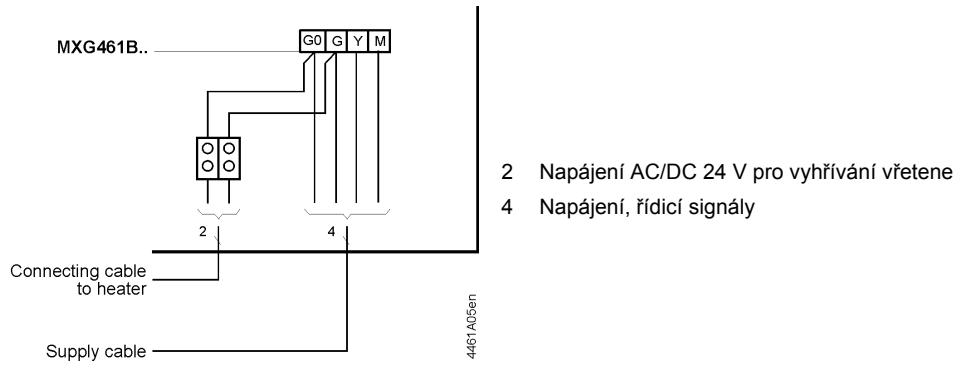 MXG461B..
G0 G Y M
2 4
Connecting cable
to heater
Supply cable
4461A05en
2 Napájení AC/DC 24 V pro vyhřívání vřetene
4 Napájení, řídicí signály